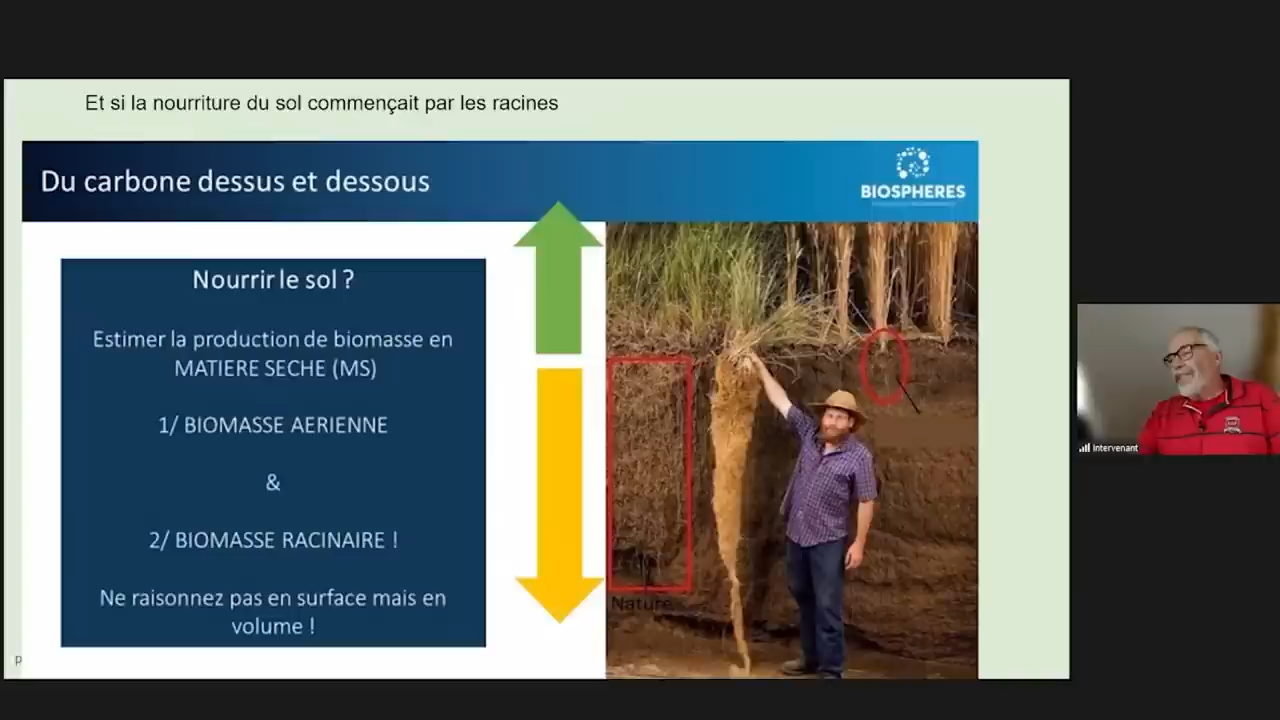 Et si la nourriture du sol commençait par les racines
Du carbone dessus et dessous
BIOSPHERES
Nourrir le sol ?
Estimer la production de biomasse en
MATIERE SECHE (MS)
1/ BIOMASSE AERIENNE
&
2/ BIOMASSE RACINAIRE !
Ne raisonnez pas en surface mais en
volume !
Nature
Intervenant
p